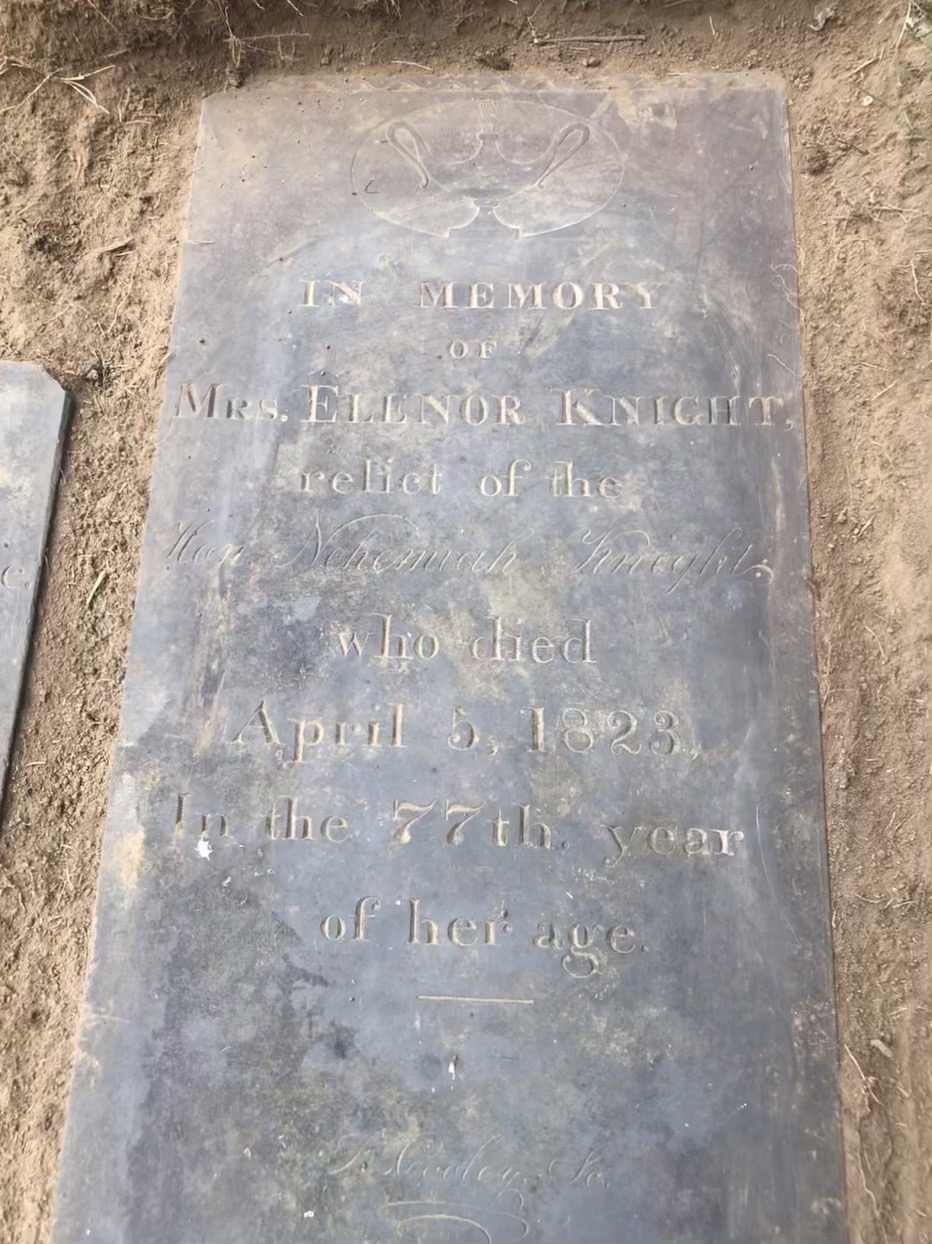 IN MEMORY
OF
MRS. ELENOR KNIGHT,
relict of the
Hon Nehemiah Knight,
who died
April 5, 1823,
In the 77th. year
of her age.